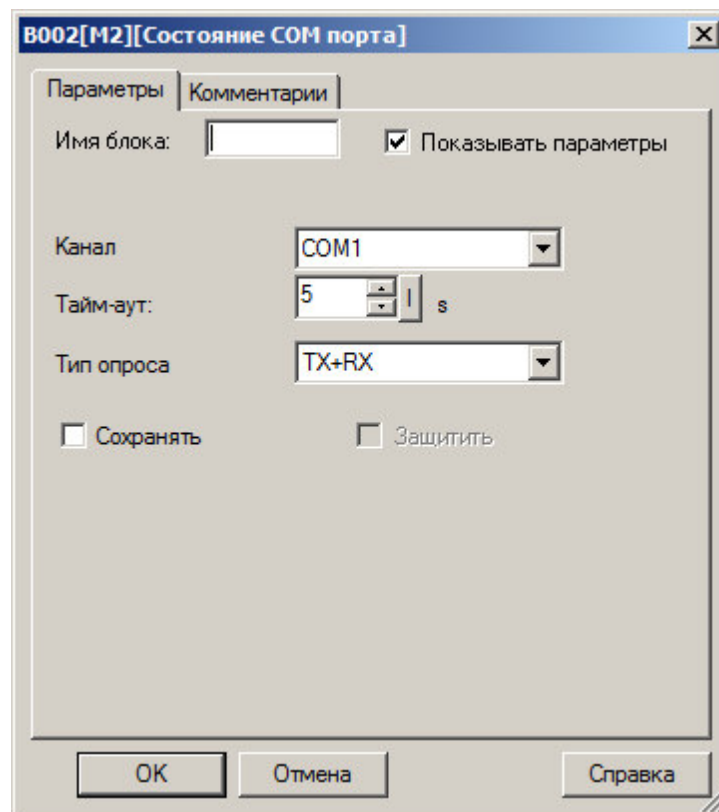 B002[M2][Состояние COM порта]
Параметры Комментарии
Имя блока: Показывать параметры
Канал COM1
Тайм-аут: 5 I s
Тип опроса TX+RX
Сохранять Защитить
OK Отмена Справка